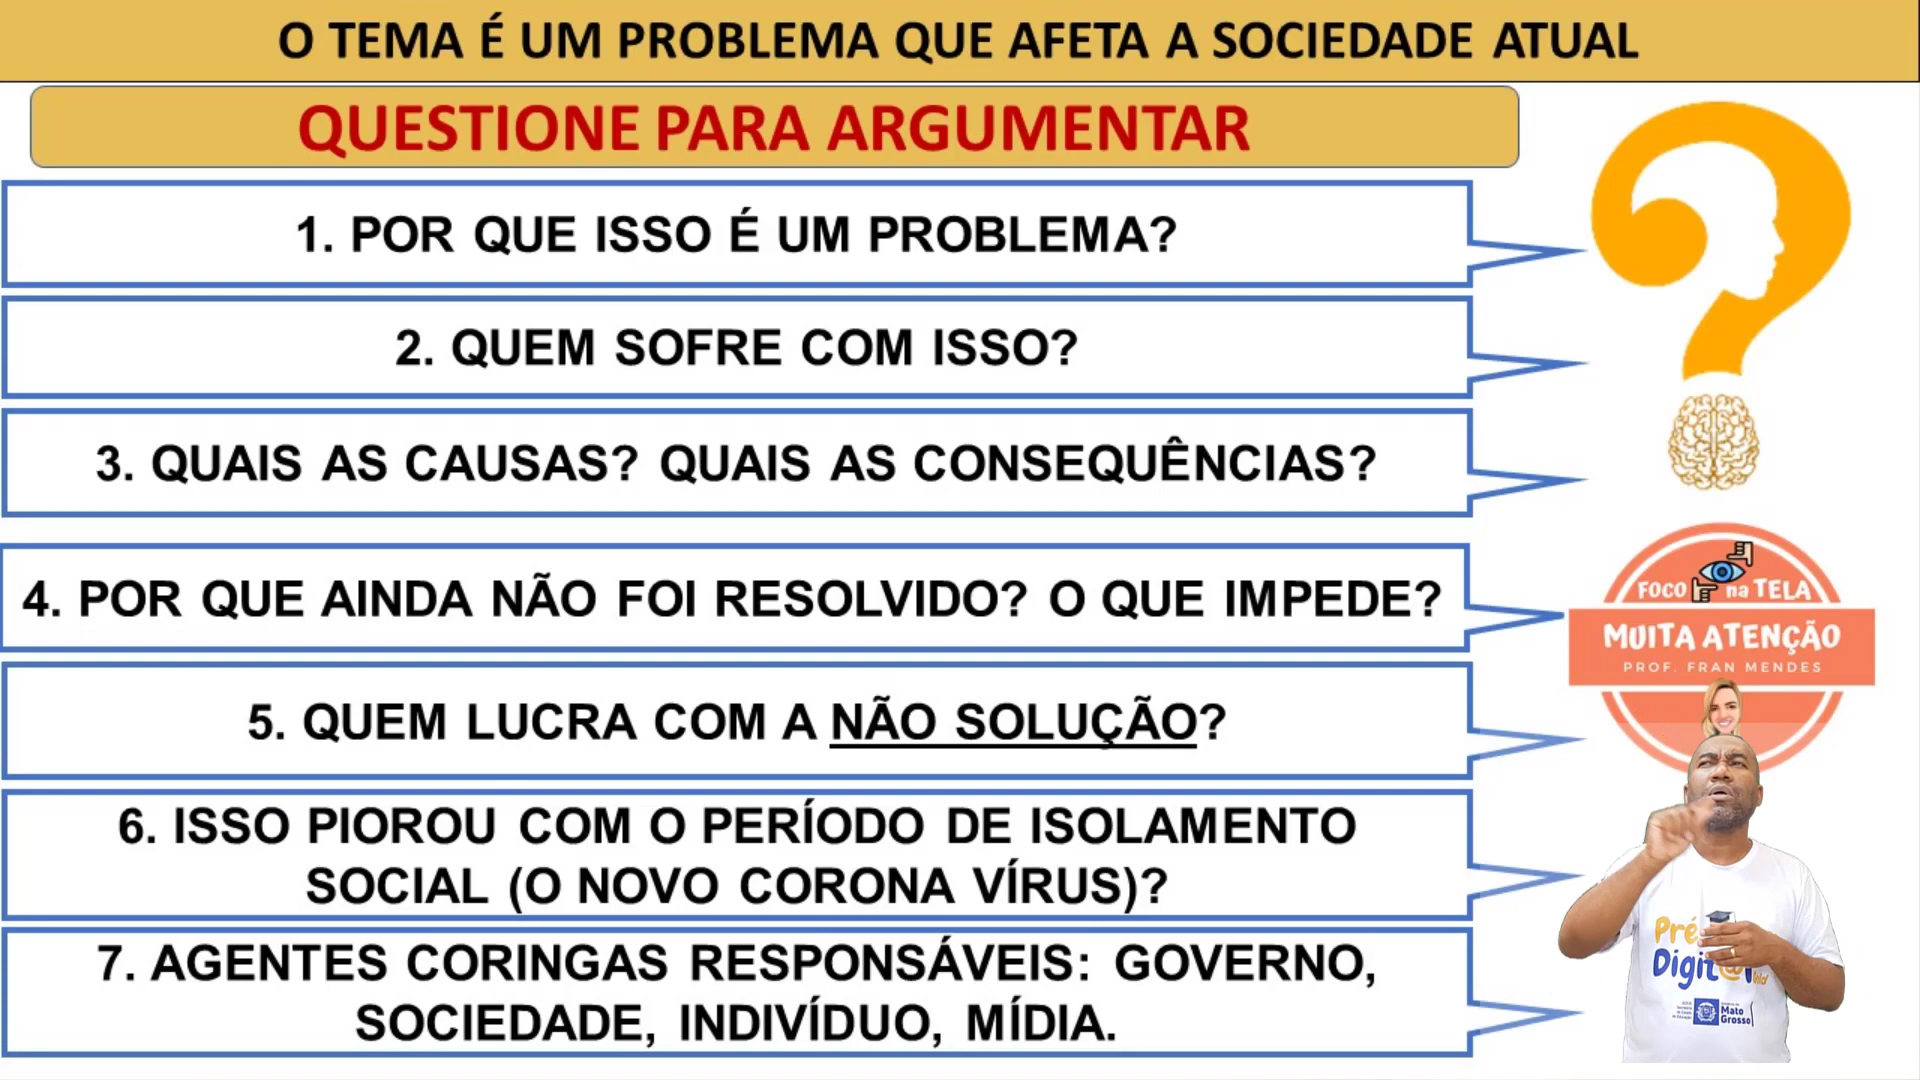 O TEMA É UM PROBLEMA QUE AFETA A SOCIEDADE ATUAL
QUESTIONE PARA ARGUMENTAR
1. POR QUE ISSO É UM PROBLEMA?
2. QUEM SOFRE COM ISSO?
3. QUAIS AS CAUSAS? QUAIS AS CONSEQUÊNCIAS?
4. POR QUE AINDA NÃO FOI RESOLVIDO? O QUE IMPEDE?
5. QUEM LUCRA COM A NÃO SOLUÇÃO?
6. ISSO PIOROU COM O PERÍODO DE ISOLAMENTO
SOCIAL (O NOVO CORONA VÍRUS)?
7. AGENTES CORINGAS RESPONSÁVEIS: GOVERNO,
SOCIEDADE, INDIVÍDUO, MÍDIA.
FOCO na TELA
MUITA ATENÇÃO
PROF. FRAN MENDES
Pré
Digit@l
Mato
Grosso